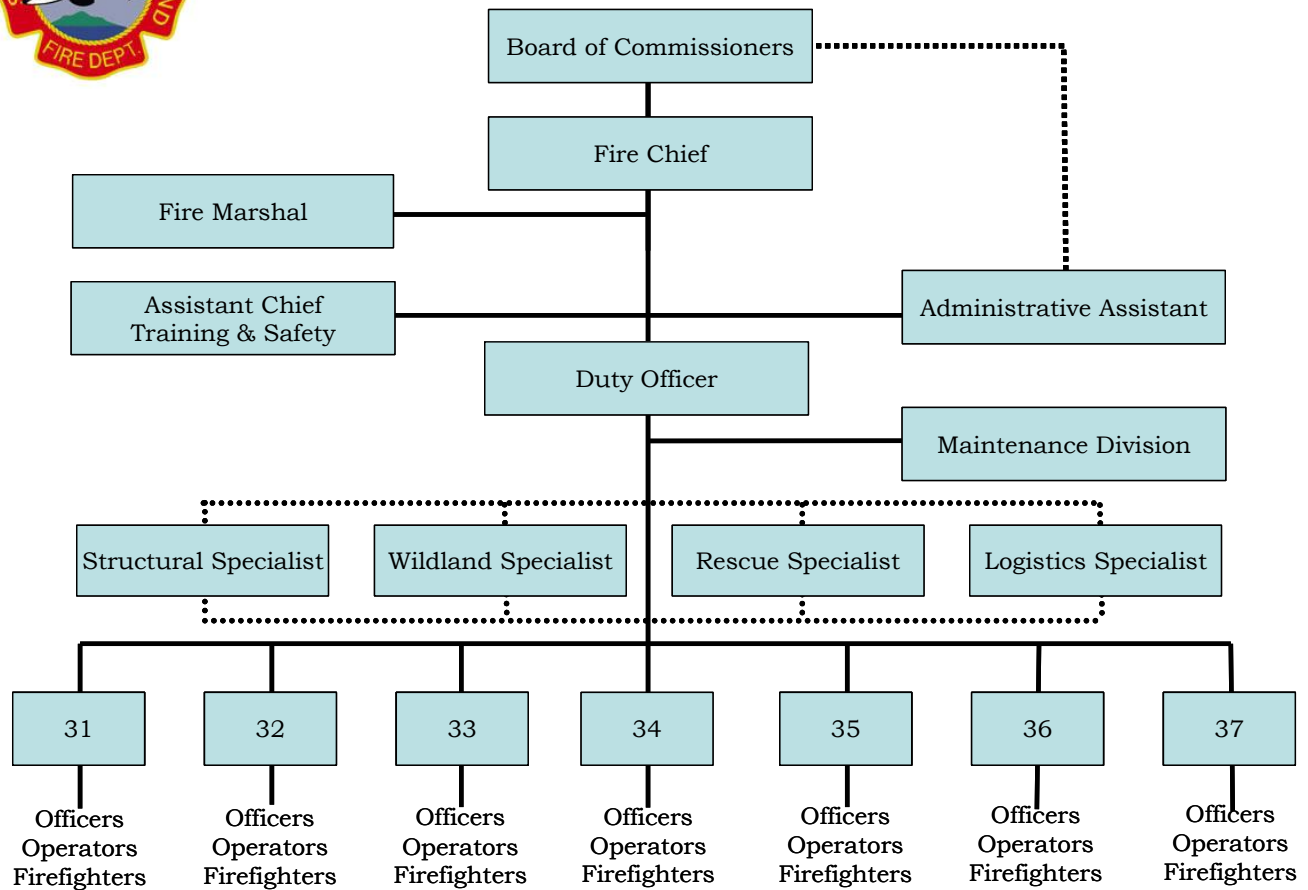 FIRE DEPT.
Board of Commissioners
Fire Chief
Fire Marshal
Assistant Chief
Training & Safety
Administrative Assistant
Duty Officer
Maintenance Division
Structural Specialist
Wildland Specialist
Rescue Specialist
Logistics Specialist
31
32
33
34
35
36
37
Officers
Operators
Firefighters
Officers
Operators
Firefighters
Officers
Operators
Firefighters
Officers
Operators
Firefighters
Officers
Operators
Firefighters
Officers
Operators
Firefighters
Officers
Operators
Firefighters